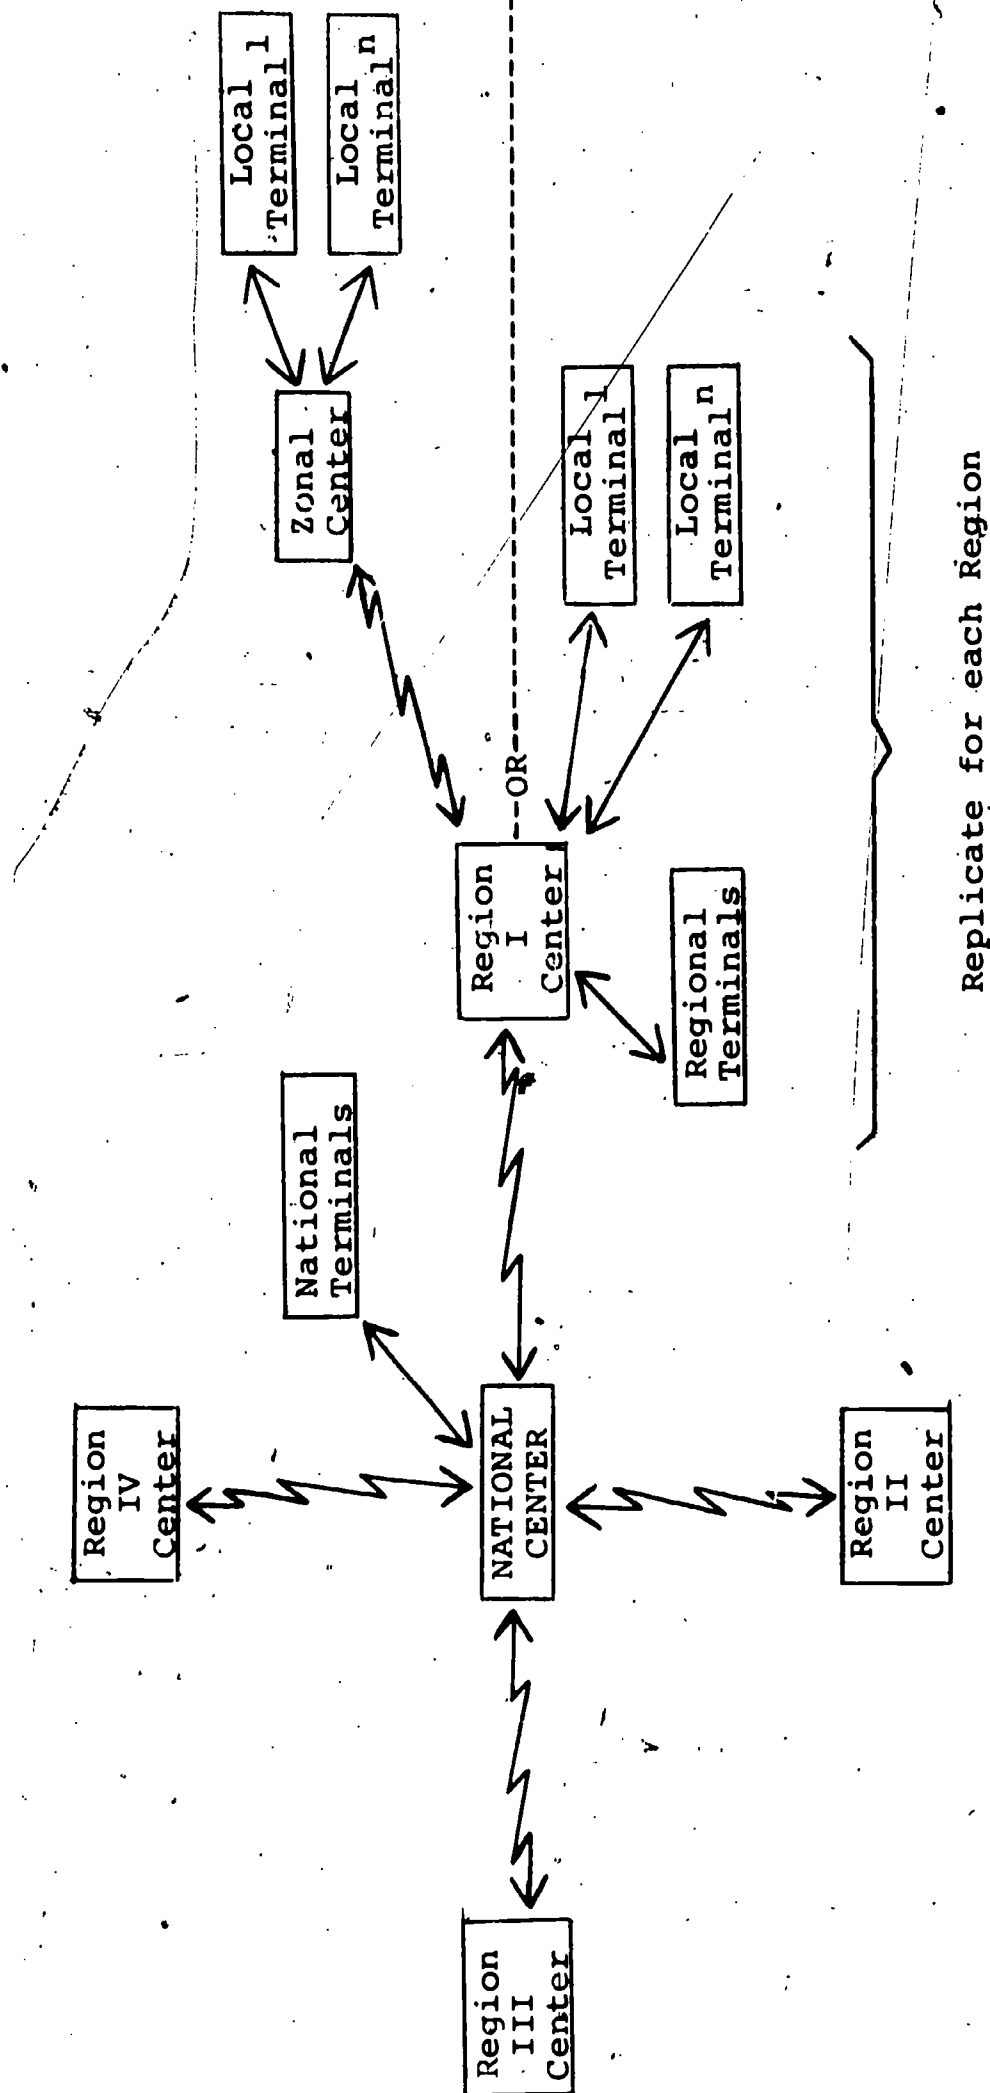 Region
IV
Center
National
Terminals
Zonal
Center
Local
Terminal 1
Local
Terminal n
Region
III
Center
NATIONAL
CENTER
Region
I
Center
OR
Local
Terminal 1
Local
Terminal n
Regional
Terminals
Region
II
Center
Replicate for each Region